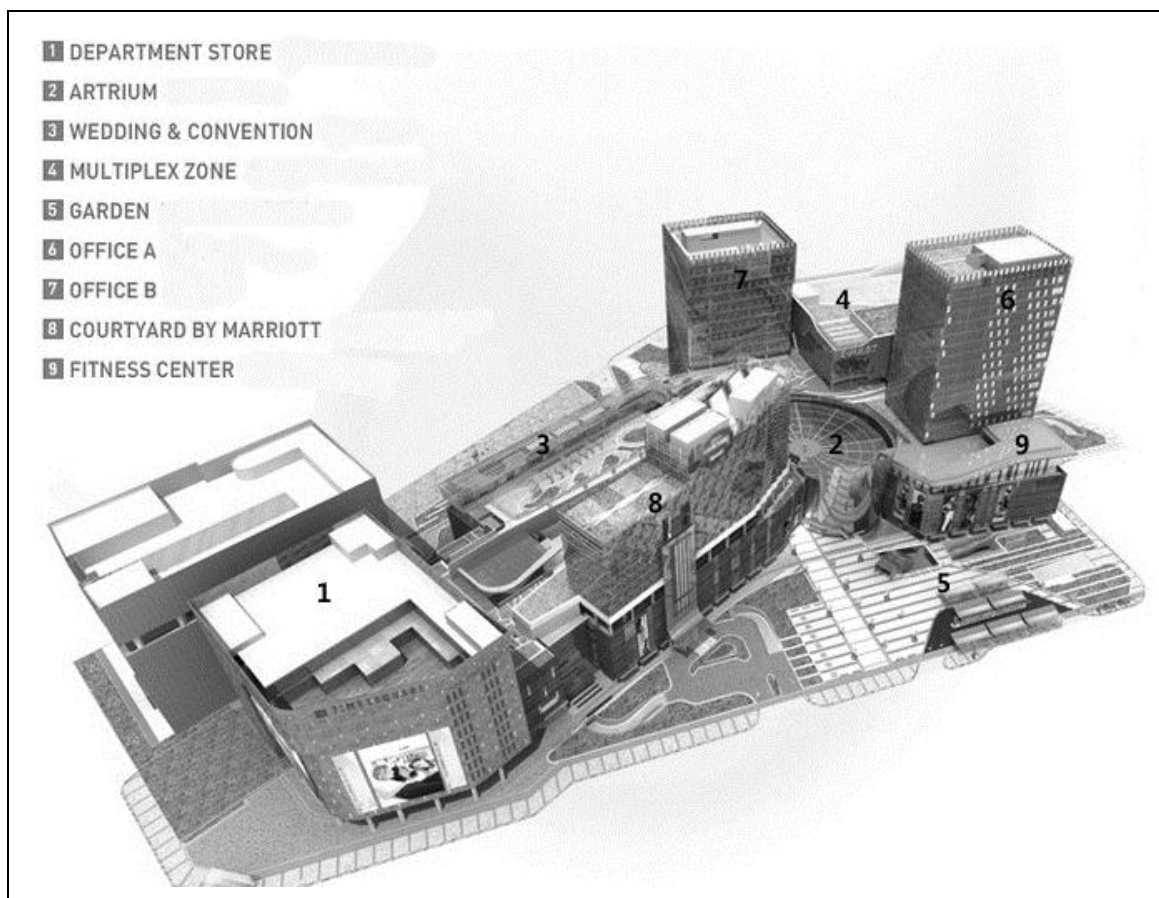 1 DEPARTMENT STORE
2 ARTRIUM
3 WEDDING & CONVENTION
4 MULTIPLEX ZONE
5 GARDEN
6 OFFICE A
7 OFFICE B
8 COURTYARD BY MARRIOTT
9 FITNESS CENTER
7
4
6
3
2
9
8
5
1